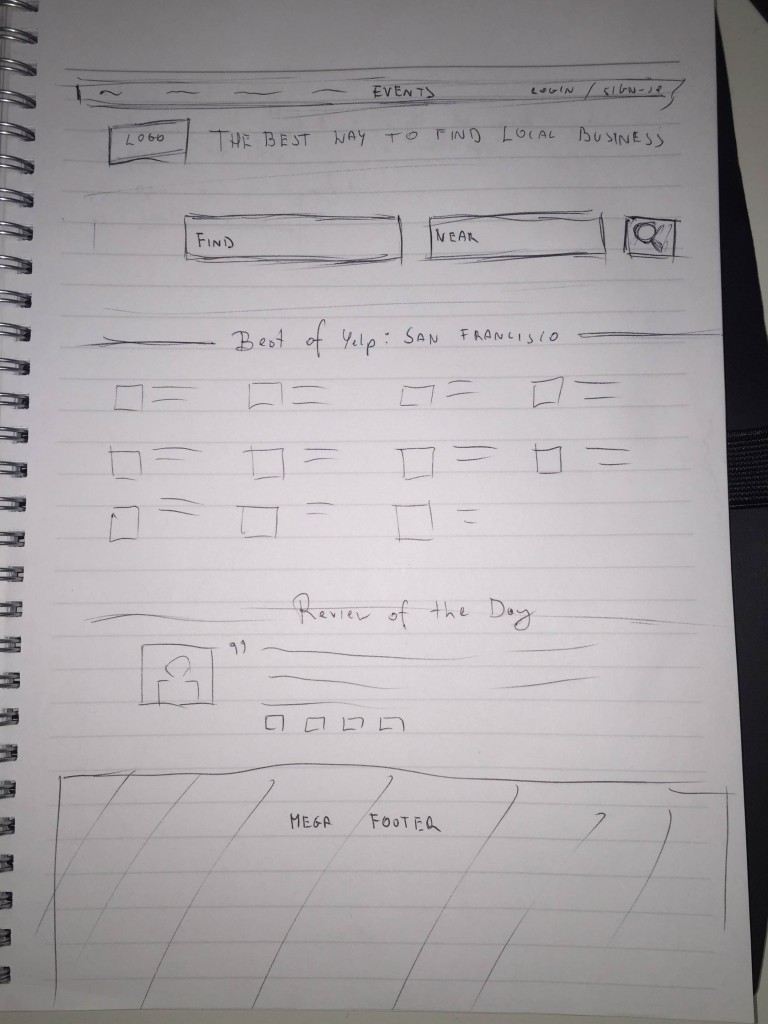 EVENTS LOGIN / SIGN-UP
LOGO THE BEST WAY TO FIND LOCAL BUSINESS
FIND NEAR
Best of Yelp: SAN FRANCISCO
Review of the Day
”
MEGA FOOTER